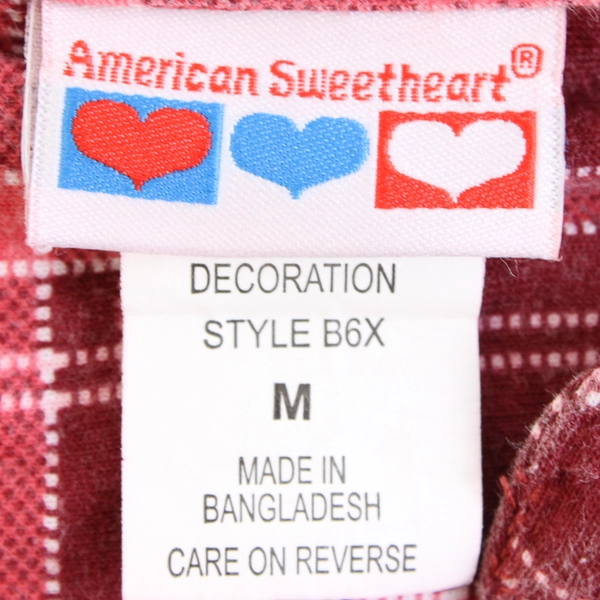 American Sweetheart®
DECORATION
STYLE B6X
M
MADE IN
BANGLADESH
CARE ON REVERSE